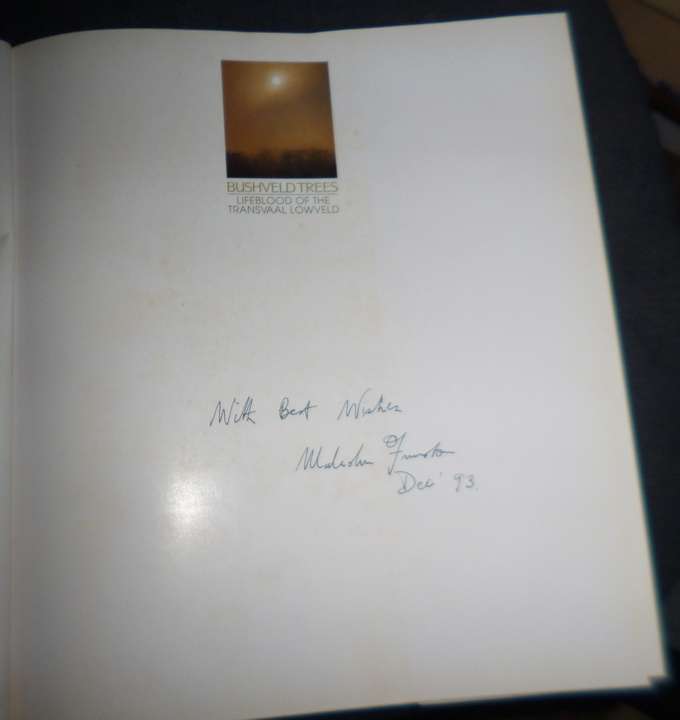 BUSHVELD TREES
LIFEBLOOD OF THE
TRANSVAAL LOWVELD
With Best Wishes
Malcolm Funston
Dec' 93.